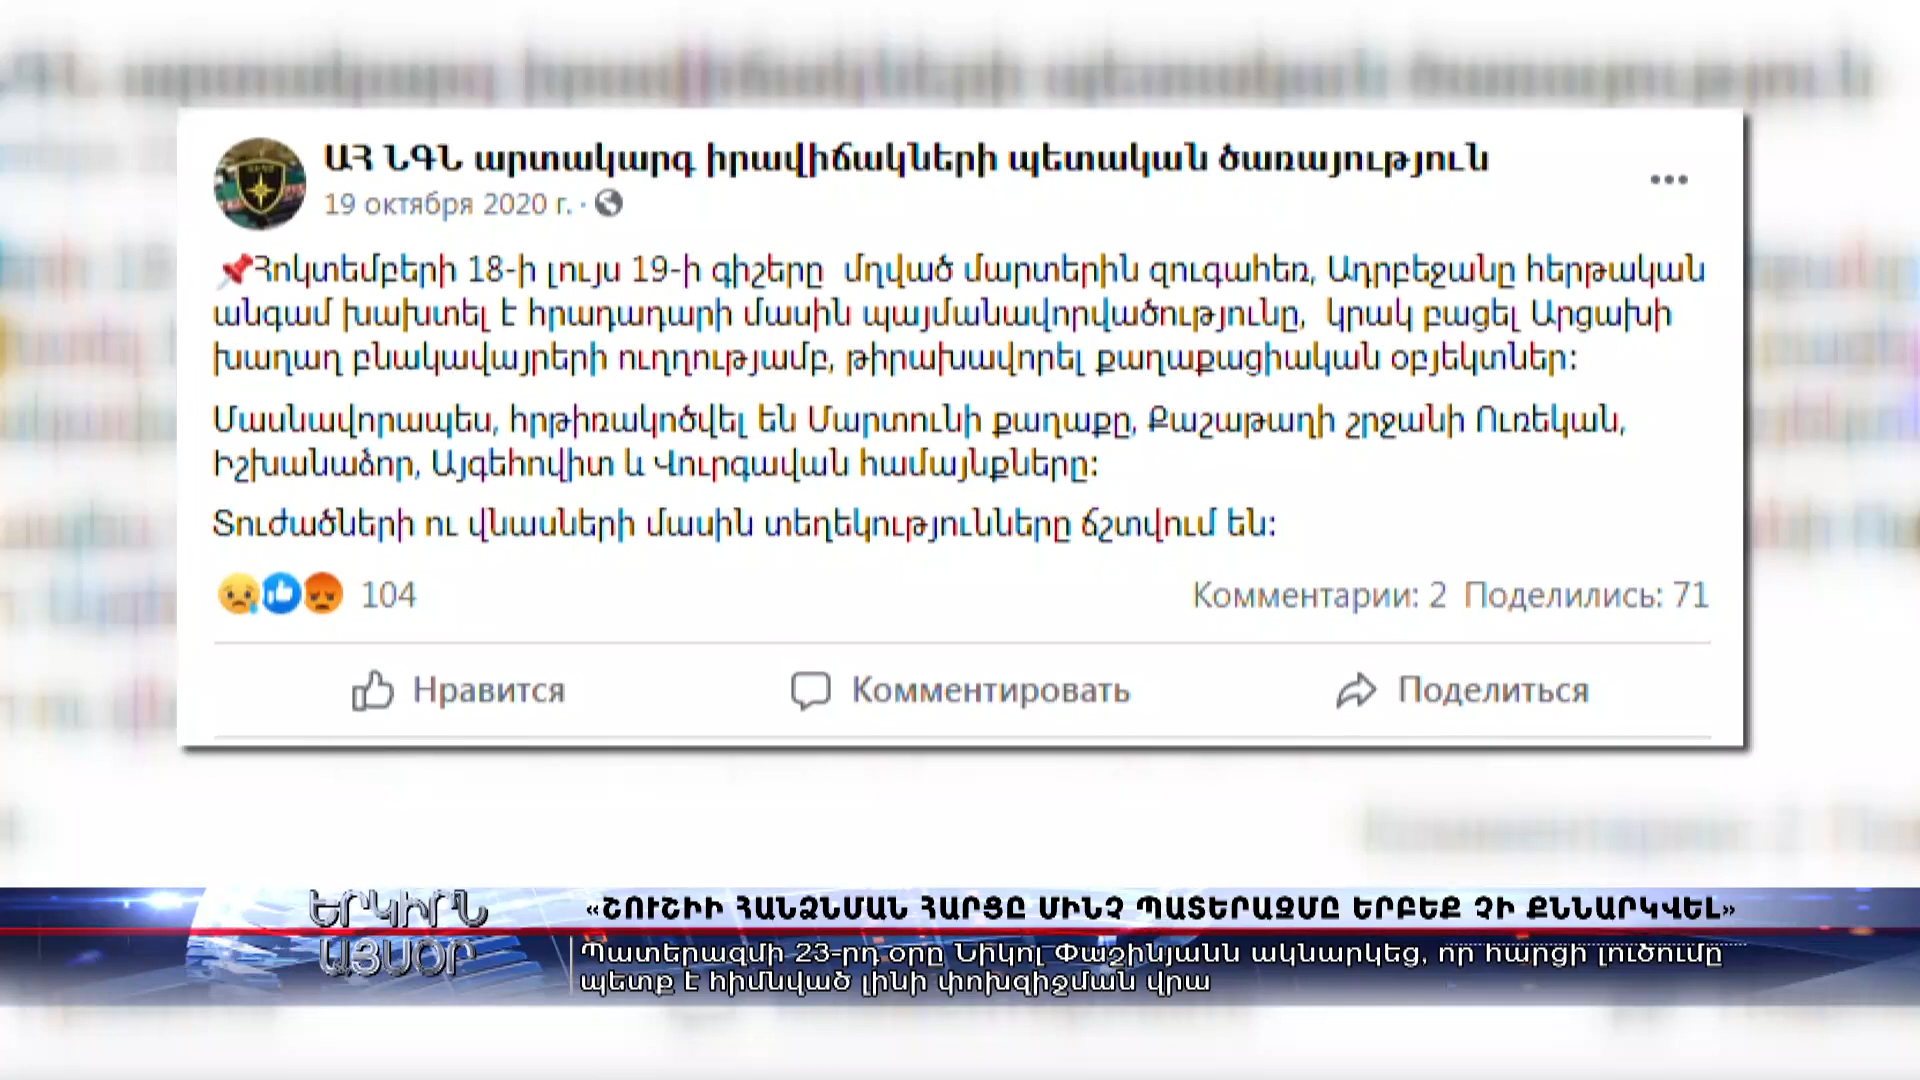 ԱՀ ՆԳՆ արտակարգ իրավիճակների պետական ծառայություն
19 октября 2020 г. ·
📌Հոկտեմբերի 18-ի լույս 19-ի գիշերը մղված մարտերին զուգահեռ, Ադրբեջանը հերթական
անգամ խախտել է հրադադարի մասին պայմանավորվածությունը, կրակ բացել Արցախի
խաղաղ բնակավայրերի ուղղությամբ, թիրախավորել քաղաքացիական օբյեկտներ:
Մասնավորապես, հրթիռակոծվել են Մարտունի քաղաքը, Քաշաթաղի շրջանի Ուռեկան,
Իշխանաձոր, Այգեհովիտ և Վուրգավան համայնքները:
Տուժածների ու վնասների մասին տեղեկությունները ճշտվում են:
104
Комментарии: 2 Поделились: 71
Нравится
Комментировать
Поделиться
ԵՐԿԻՐՆ
ԱՅՍՕՐ
«ՇՈՒՇԻԻ ՀԱՆՁՆՄԱՆ ՀԱՐՑԸ ՄԻՆՉ ՊԱՏԵՐԱԶՄԸ ԵՐԲԵՔ ՉԻ ՔՆՆԱՐԿՎԵԼ»
Պատերազմի 23-րդ օրը Նիկոլ Փաշինյանն ակնարկեց, որ հարցի լուծումը
պետք է հիմնված լինի փոխզիջման վրա